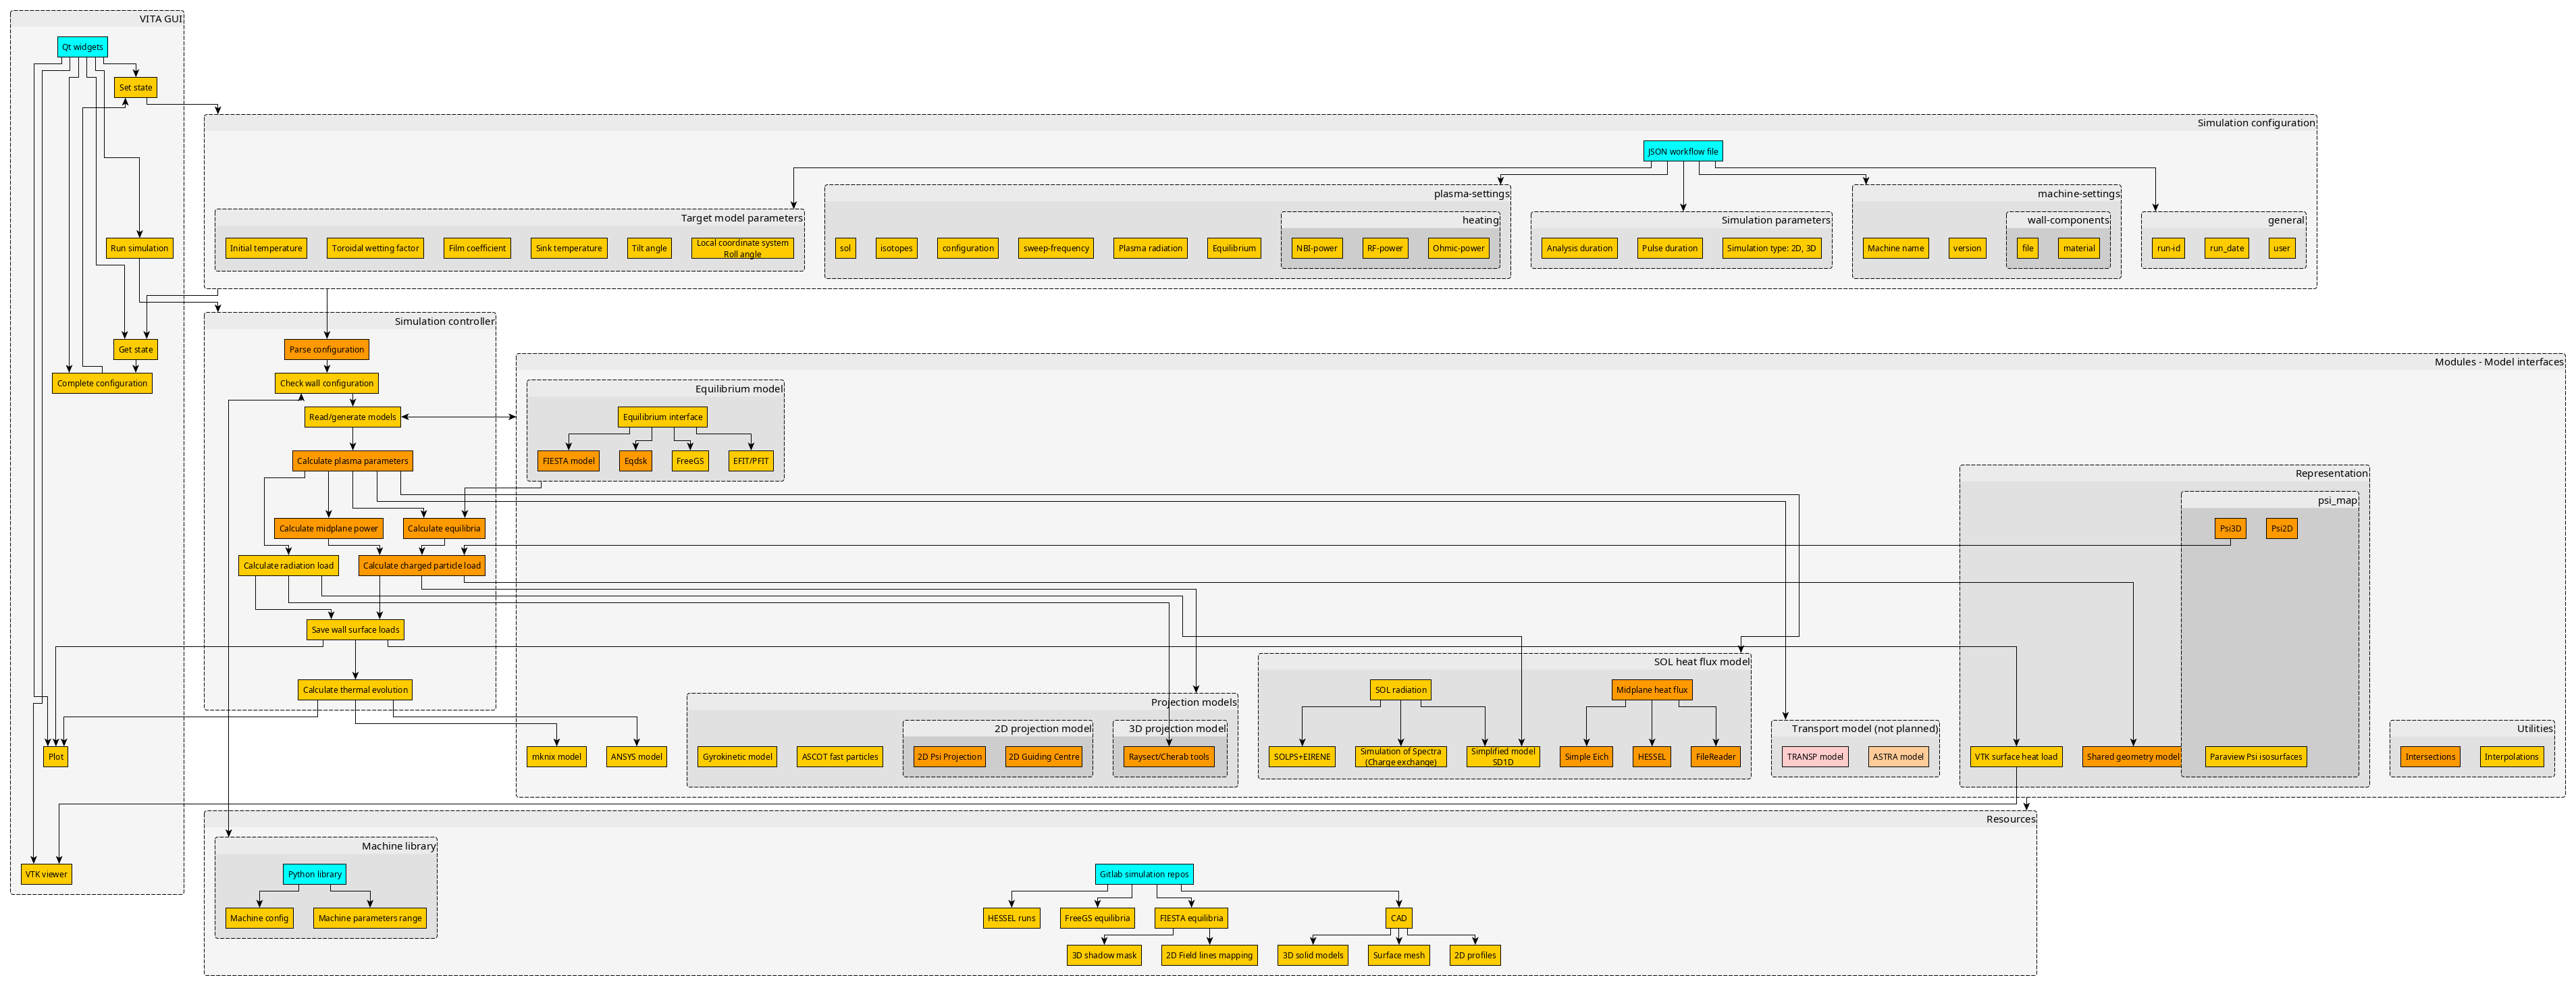 VITA GUI
Qt widgets
Set state
Run simulation
Get state
Complete configuration
Plot
VTK viewer
Simulation configuration
JSON workflow file
Target model parameters
Initial temperature
Toroidal wetting factor
Film coefficient
Sink temperature
Tilt angle
Local coordinate system
Roll angle
plasma-settings
sol
isotopes
configuration
sweep-frequency
Plasma radiation
Equilibrium
heating
NBI-power
RF-power
Ohmic-power
Simulation parameters
Analysis duration
Pulse duration
Simulation type: 2D, 3D
machine-settings
Machine name
version
wall-components
file
material
general
run-id
run_date
user
Simulation controller
Parse configuration
Check wall configuration
Read/generate models
Calculate plasma parameters
Calculate midplane power
Calculate equilibria
Calculate radiation load
Calculate charged particle load
Save wall surface loads
Calculate thermal evolution
Modules - Model interfaces
Equilibrium model
Equilibrium interface
FIESTA model
Eqdsk
FreeGS
EFIT/PFIT
mknix model
ANSYS model
Projection models
Gyrokinetic model
ASCOT fast particles
2D projection model
2D Psi Projection
2D Guiding Centre
3D projection model
Raysect/Cherab tools
SOL heat flux model
SOL radiation
SOLPS+EIRENE
Simulation of Spectra
(Charge exchange)
Simplified model
SD1D
Midplane heat flux
Simple Eich
HESSEL
FileReader
Transport model (not planned)
TRANSP model
ASTRA model
Representation
psi_map
Psi3D
Psi2D
VTK surface heat load
Shared geometry model
Paraview Psi isosurfaces
Utilities
Intersections
Interpolations
Resources
Machine library
Python library
Machine config
Machine parameters range
Gitlab simulation repos
HESSEL runs
FreeGS equilibria
FIESTA equilibria
CAD
3D shadow mask
2D Field lines mapping
3D solid models
Surface mesh
2D profiles